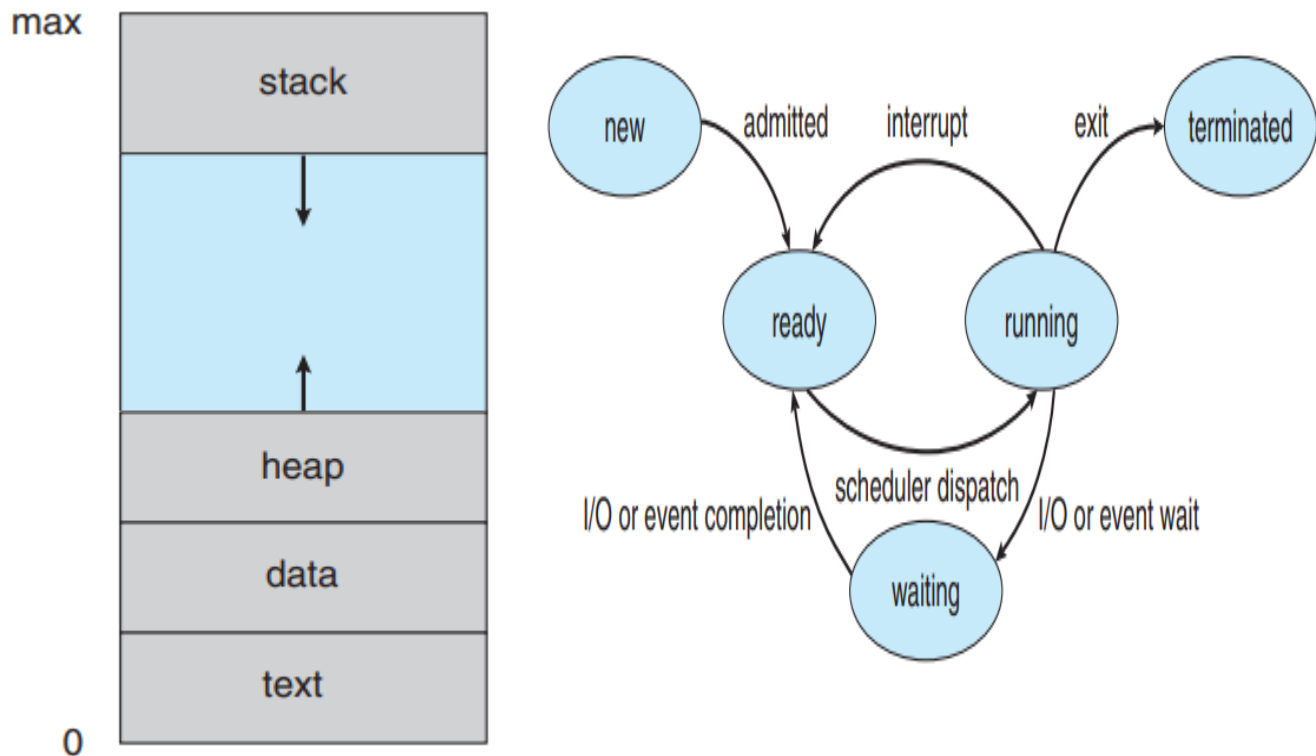 max
stack
heap
data
text
0
new
admitted
interrupt
exit
terminated
ready
running
scheduler dispatch
I/O or event completion
I/O or event wait
waiting